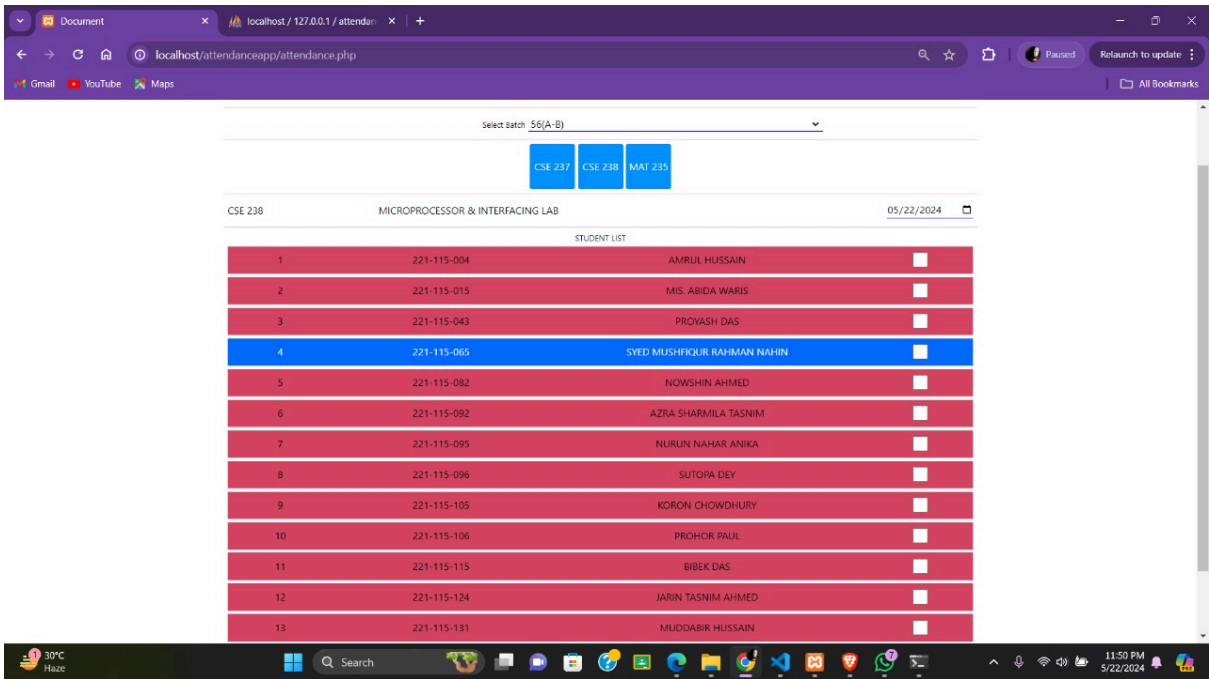 Document
localhost / 127.0.0.1 / attendan
localhost/attendanceapp/attendance.php
Paused
Relaunch to update
Gmail YouTube Maps
All Bookmarks
Select Batch 56(A-B)
CSE 237 CSE 238 MAT 235
CSE 238 MICROPROCESSOR & INTERFACING LAB 05/22/2024
STUDENT LIST
1 221-115-004 AMRUL HUSSAIN
2 221-115-015 MIS. ABIDA WARIS
3 221-115-043 PROYASH DAS
4 221-115-065 SYED MUSHFIQUR RAHMAN NAHIN
5 221-115-082 NOWSHIN AHMED
6 221-115-092 AZRA SHARMILA TASNIM
7 221-115-095 NURUN NAHAR ANIKA
8 221-115-096 SUTOPA DEY
9 221-115-105 KORON CHOWDHURY
10 221-115-106 PROHOR PAUL
11 221-115-115 BIBEK DAS
12 221-115-124 JARIN TASNIM AHMED
13 221-115-131 MUDDABIR HUSSAIN
1 30°C
Haze
Search
7
11:50 PM
5/22/2024